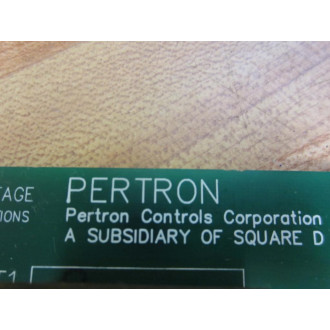 TAGE PERTRON
IONS Pertron Controls Corporation
A SUBSIDIARY OF SQUARE D